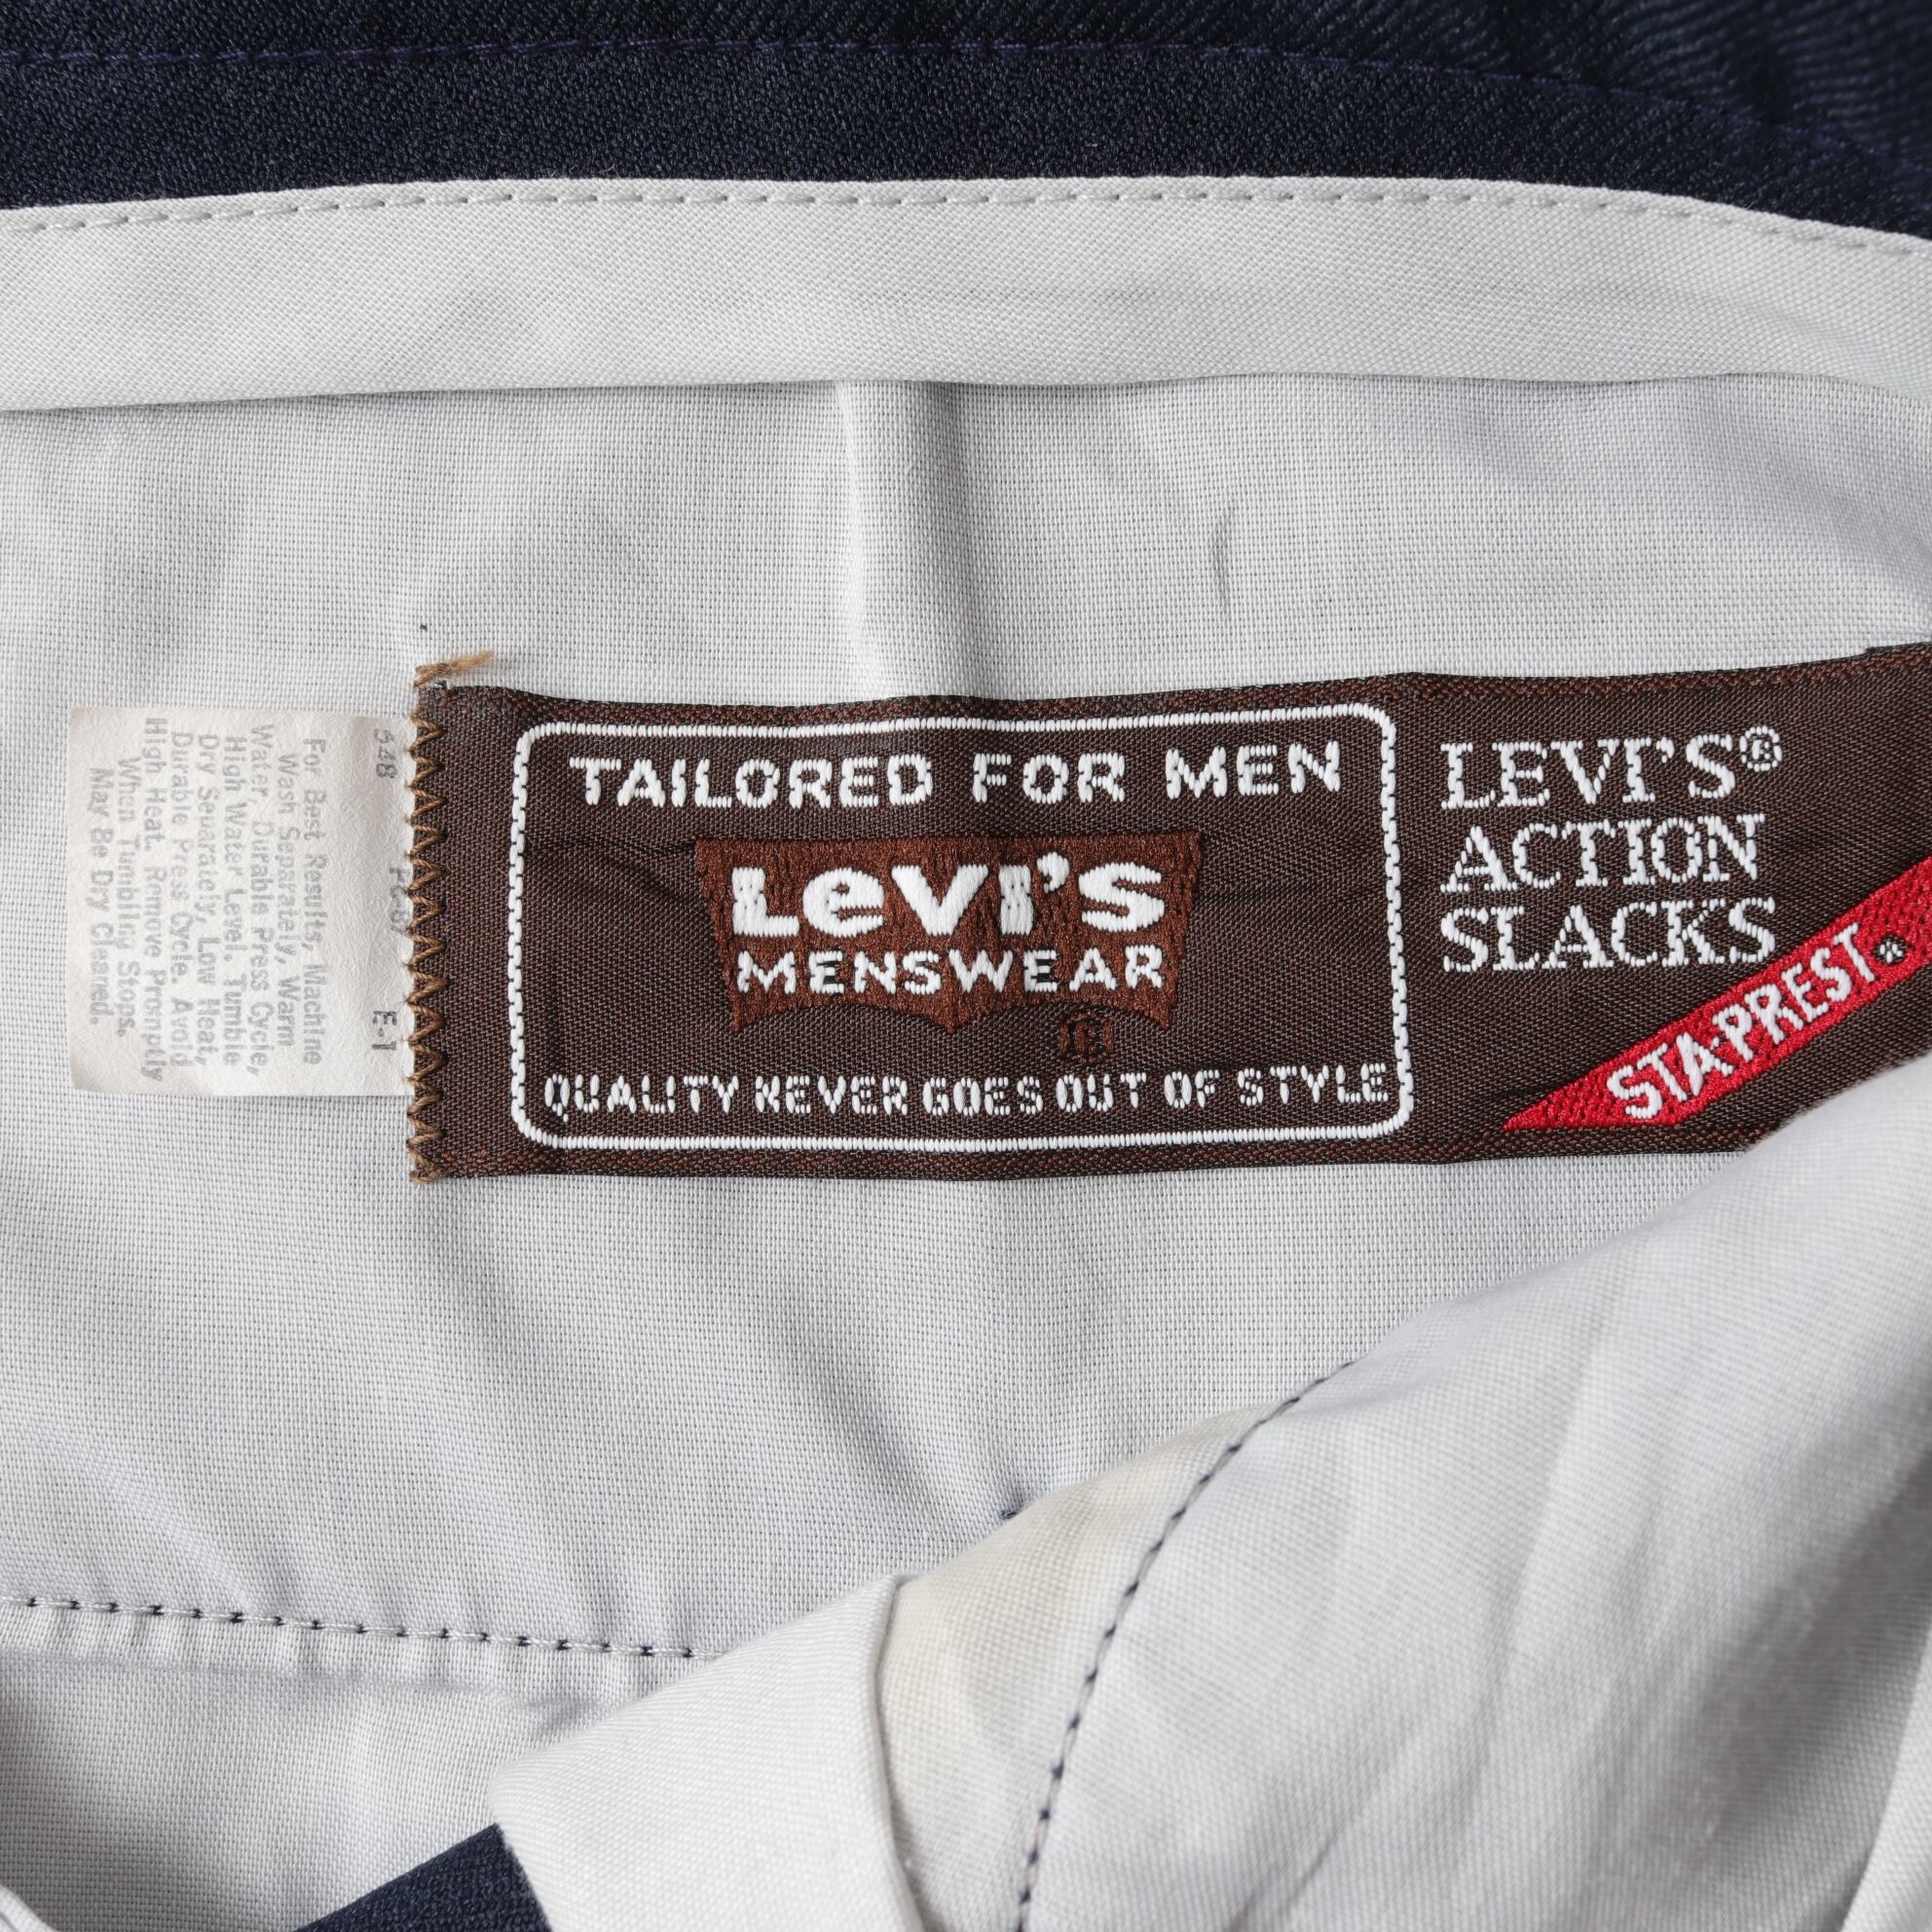 548
E-1
For Best Results, Machine
Wash Separately, Warm
Water, Durable Press Cycle,
High Water Level. Tumble
Dry Separately, Low Heat,
Durable Press Cycle. Avoid
High Heat. Remove Promptly
When Tumbling Stops.
May Be Dry Cleaned.
TAILORED FOR MEN
LeVI'S
MENSWEAR
®
QUALITY NEVER GOES OUT OF STYLE
LEVI'S®
ACTION
SLACKS
STA-PREST®